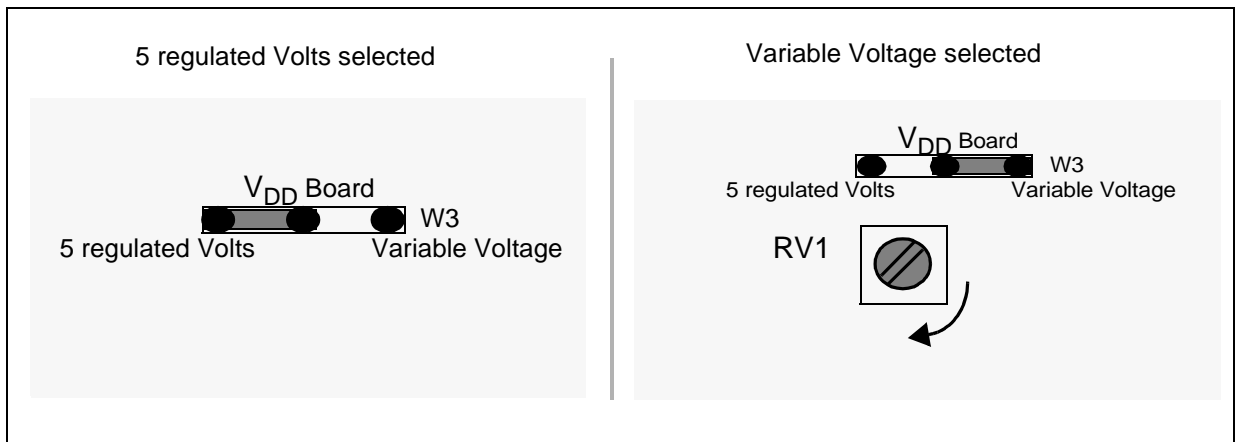 5 regulated Volts selected
VDD Board
W3
5 regulated Volts
Variable Voltage
Variable Voltage selected
VDD Board
W3
5 regulated Volts
Variable Voltage
RV1